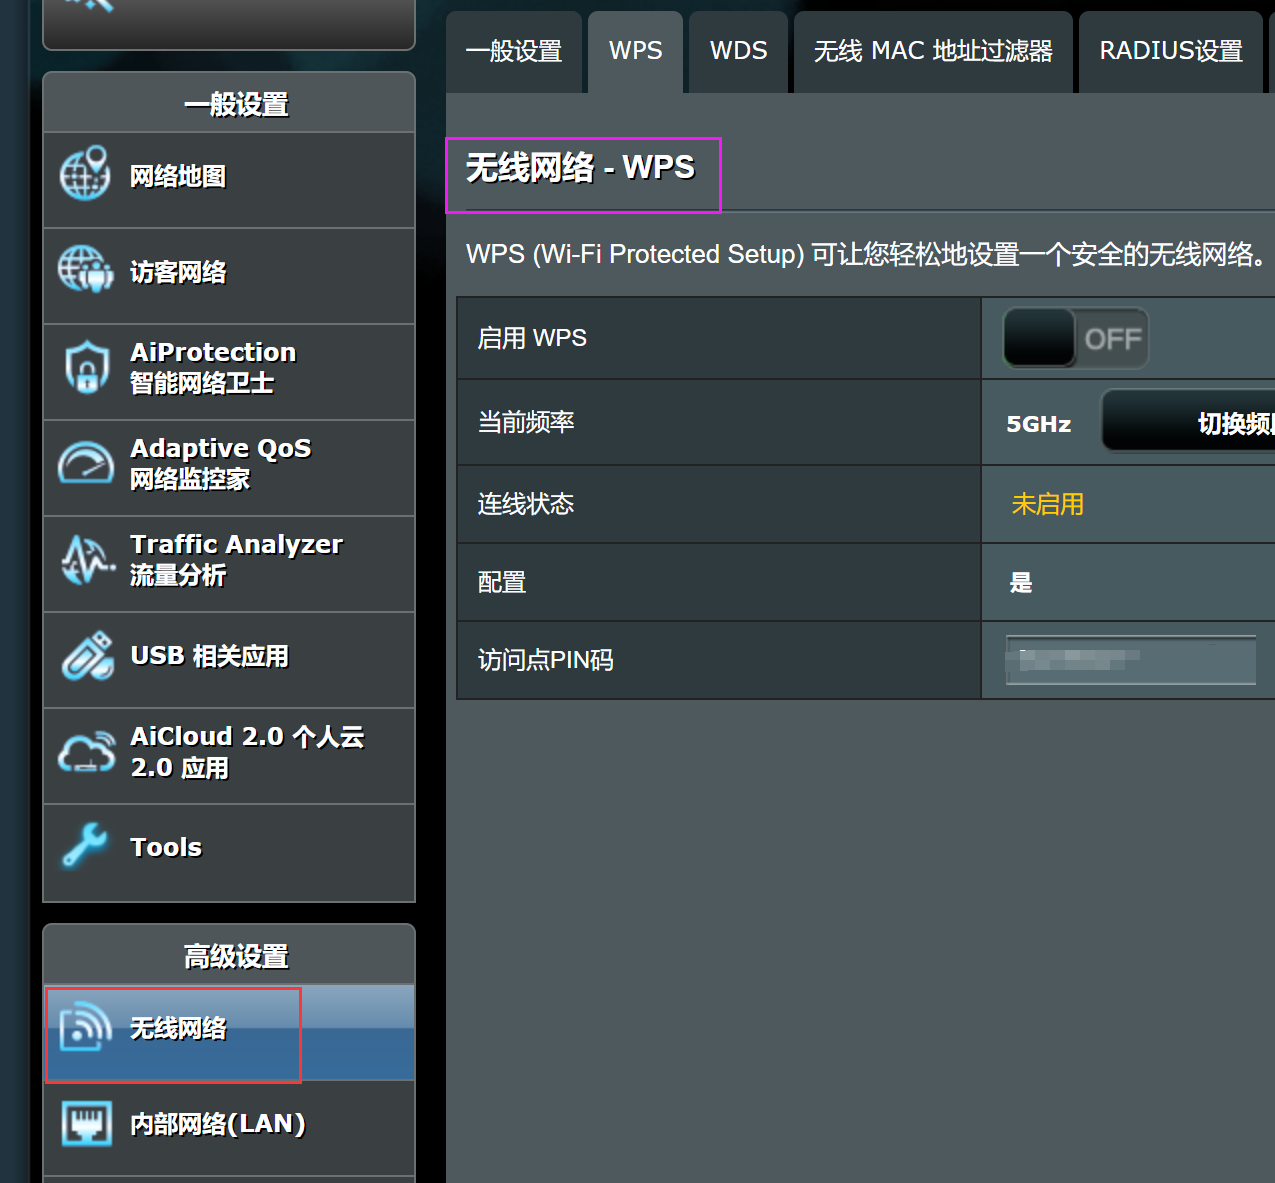 一般设置
网络地图
访客网络
AiProtection
智能网络卫士
Adaptive QoS
网络监控家
Traffic Analyzer
流量分析
USB 相关应用
AiCloud 2.0 个人云
2.0 应用
Tools
高级设置
无线网络
内部网络(LAN)
一般设置
WPS
WDS
无线 MAC 地址过滤器
RADIUS设置
无线网络 - WPS
WPS (Wi-Fi Protected Setup) 可让您轻松地设置一个安全的无线网络。
启用 WPS
OFF
当前频率
5GHz
切换频
连线状态
未启用
配置
是
访问点PIN码